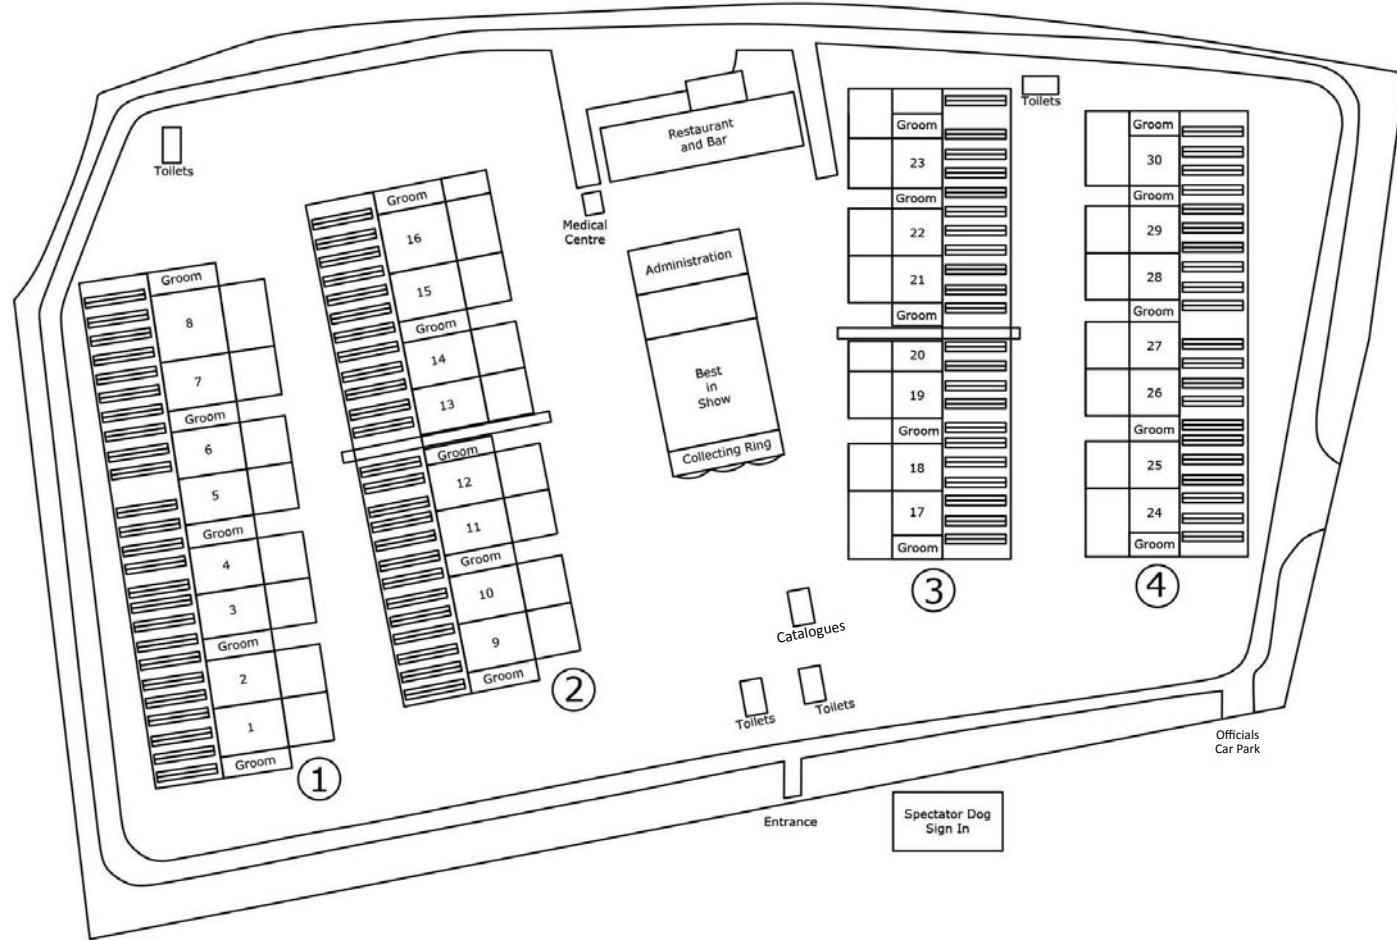 Toilets
Restaurant
and Bar
Toilets
Medical
Centre
Administration
Best
in
Show
Collecting Ring
Groom
8
7
Groom
6
5
Groom
4
3
Groom
2
1
Groom
1
Groom
16
15
Groom
14
13
Groom
12
11
Groom
10
9
Groom
2
Groom
23
Groom
22
21
Groom
20
19
Groom
18
17
Groom
3
Groom
30
Groom
29
28
Groom
27
26
Groom
25
24
Groom
4
Catalogues
Toilets
Toilets
Officials
Car Park
Entrance
Spectator Dog
Sign In